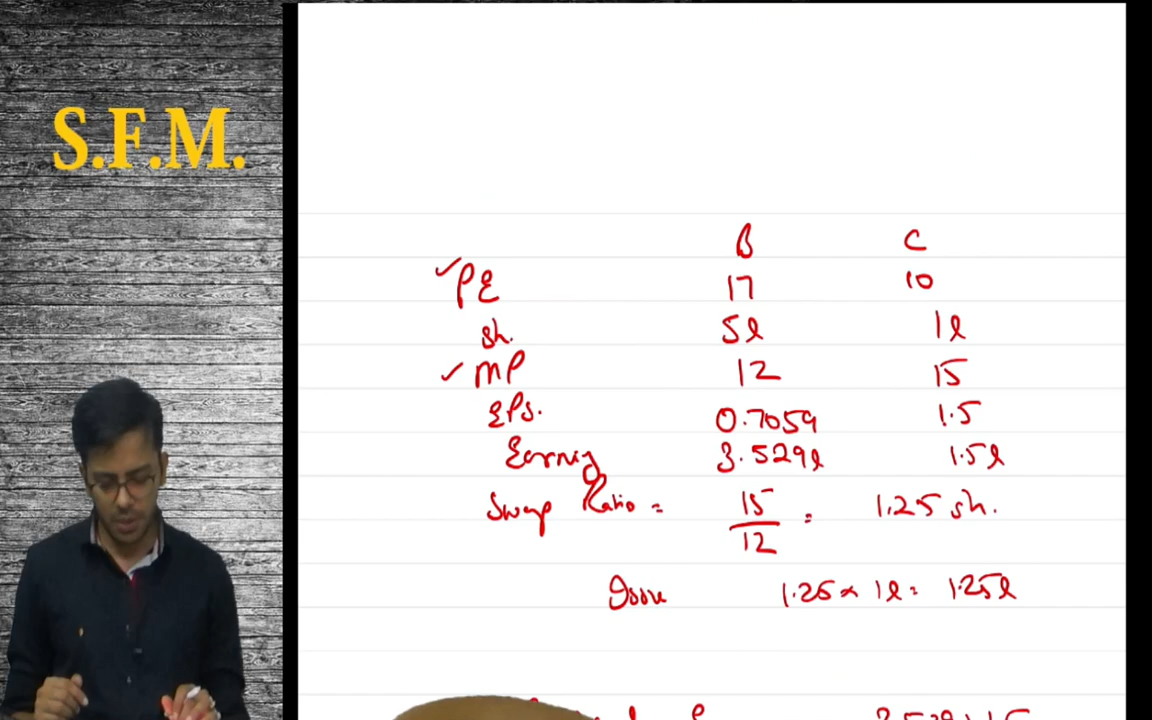 S.F.M.
B C
✓PE 17 10
sh. 5l 1l
✓ MP 12 15
EPS. 0.7059 1.5
Earning 3.529l 1.5l
Swap Ratio = 15/12 = 1.25 sh.
Issue 1.25 × 1l = 1.25l